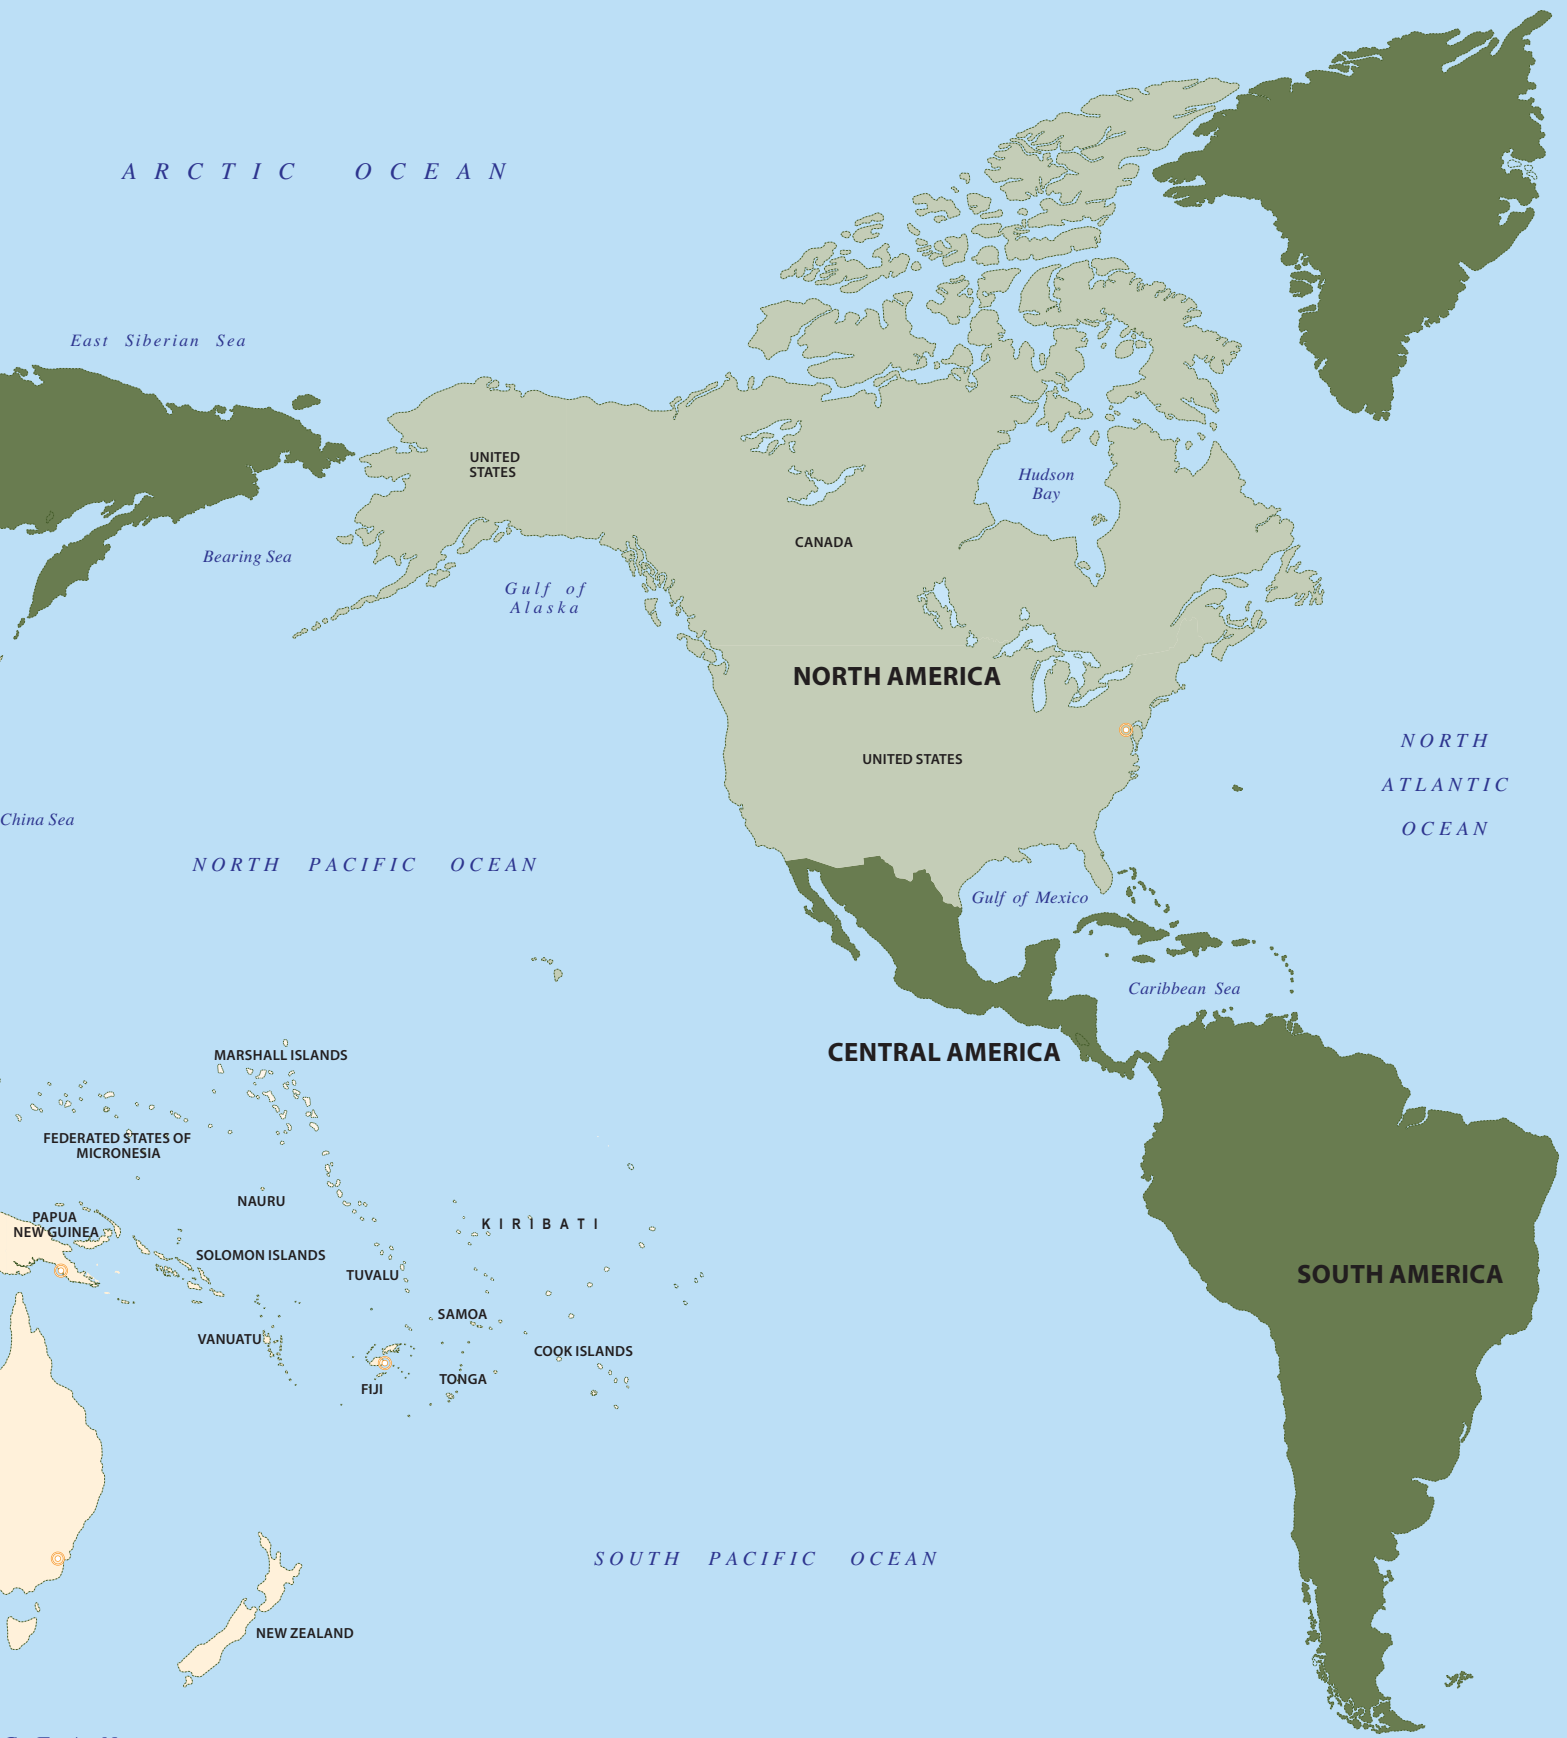 ARCTIC OCEAN
East Siberian Sea
UNITED
STATES
Hudson
Bay
CANADA
Bearing Sea
Gulf of
Alaska
NORTH AMERICA
NORTH
ATLANTIC
OCEAN
UNITED STATES
China Sea
NORTH PACIFIC OCEAN
Gulf of Mexico
Caribbean Sea
CENTRAL AMERICA
MARSHALL ISLANDS
FEDERATED STATES OF
MICRONESIA
NAURU
PAPUA
NEW GUINEA
KIRIBATI
SOLOMON ISLANDS
TUVALU
SOUTH AMERICA
SAMOA
VANUATU
COOK ISLANDS
TONGA
FIJI
SOUTH PACIFIC OCEAN
NEW ZEALAND